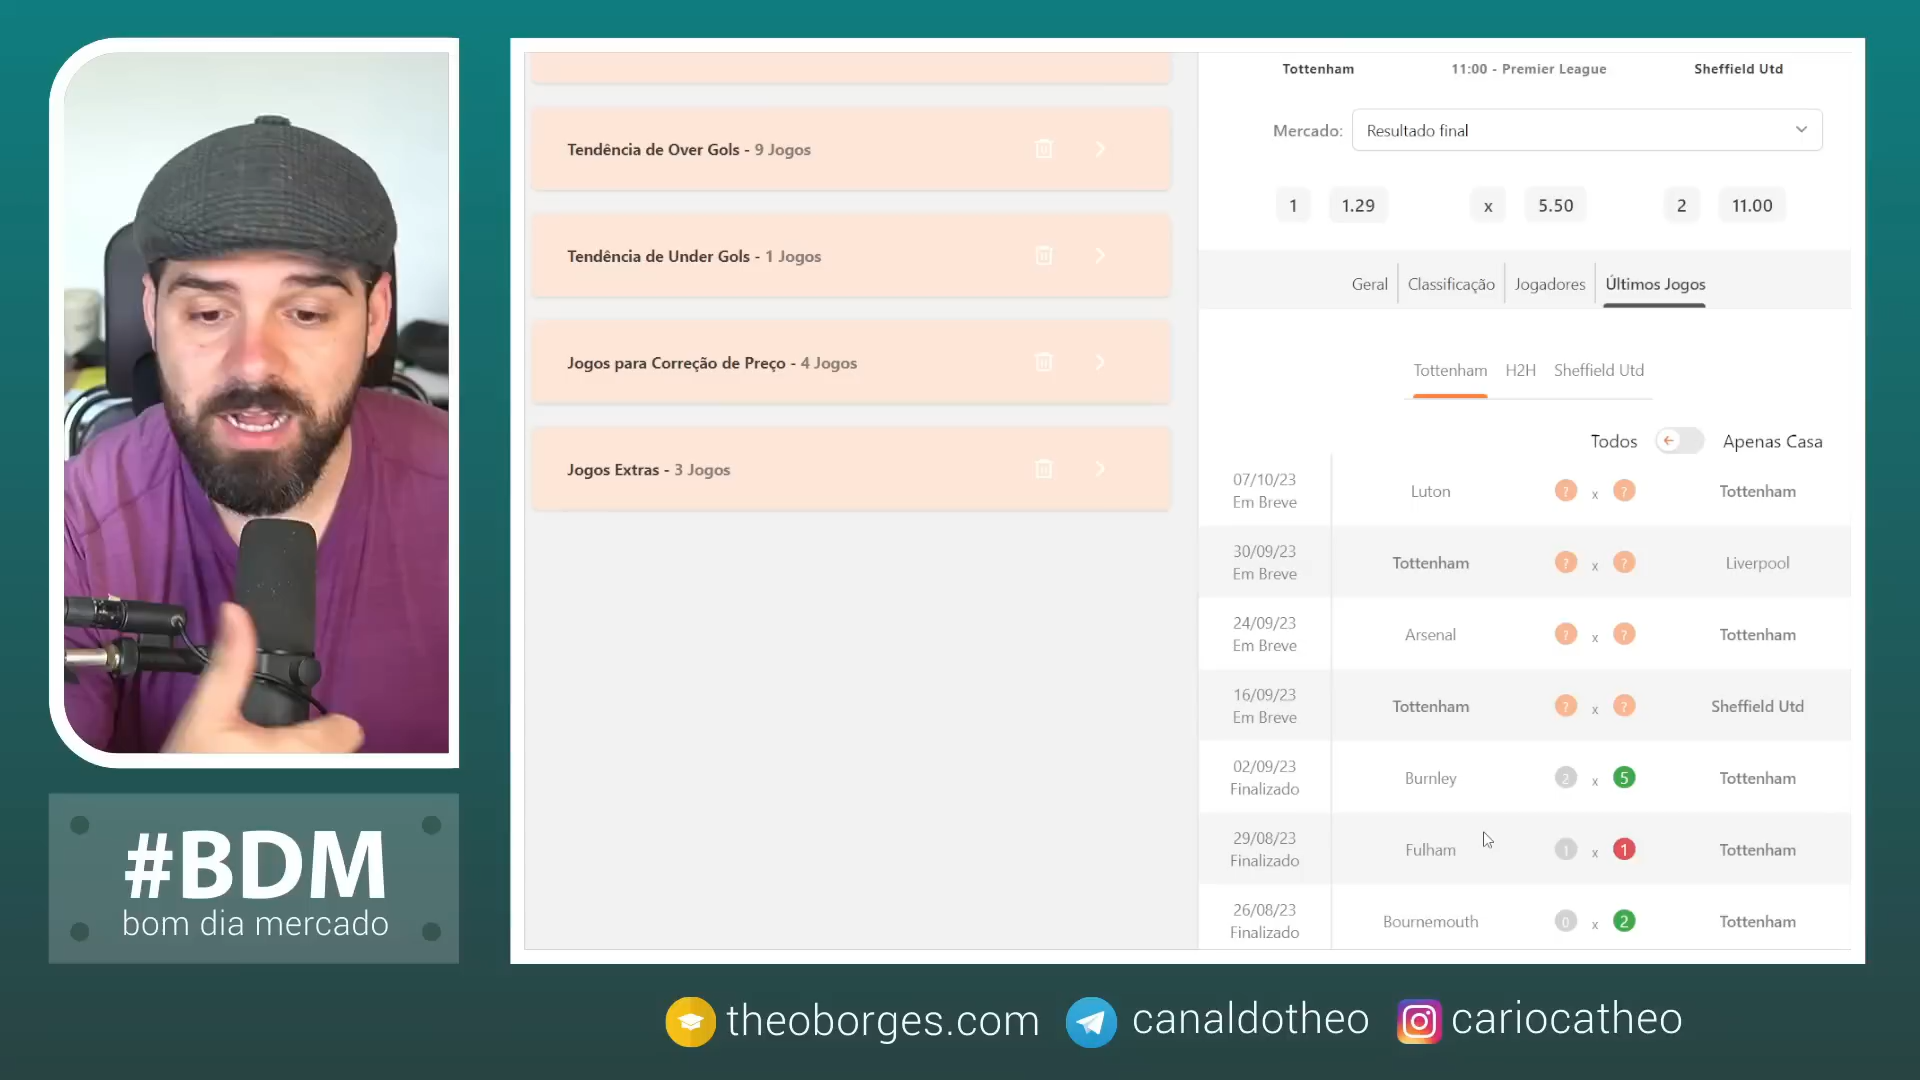 Tottenham
11:00 - Premier League
Sheffield Utd
Tendência de Over Gols - 9 Jogos
Tendência de Under Gols - 1 Jogos
Jogos para Correção de Preço - 4 Jogos
Jogos Extras - 3 Jogos
Mercado: Resultado final
1 1.29 x 5.50 2 11.00
Geral Classificação Jogadores Últimos Jogos
Tottenham H2H Sheffield Utd
Todos Apenas Casa
07/10/23
Em Breve
Luton ? x ? Tottenham
30/09/23
Em Breve
Tottenham ? x ? Liverpool
24/09/23
Em Breve
Arsenal ? x ? Tottenham
16/09/23
Em Breve
Tottenham ? x ? Sheffield Utd
02/09/23
Finalizado
Burnley 2 x 5 Tottenham
29/08/23
Finalizado
Fulham 1 x 1 Tottenham
26/08/23
Finalizado
Bournemouth 0 x 2 Tottenham
#BDM
bom dia mercado
theoborges.com
canaldotheo
cariocatheo